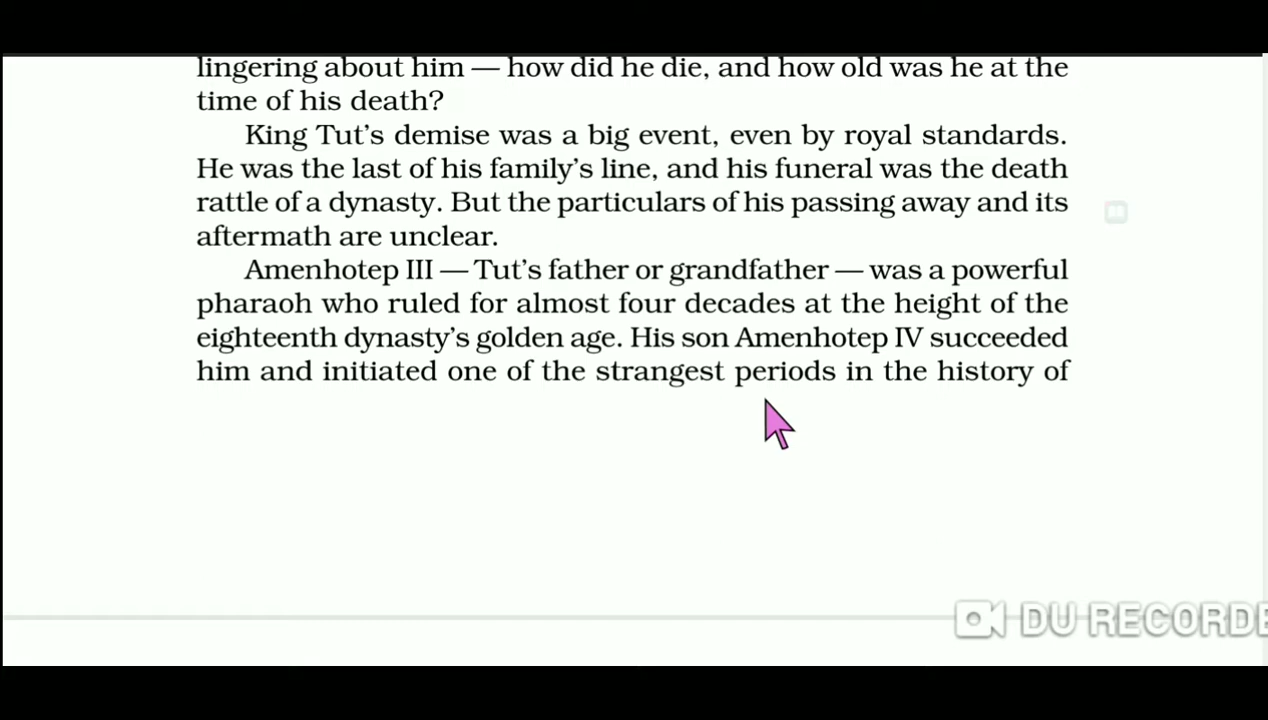 lingering about him — how did he die, and how old was he at the
time of his death?
King Tut's demise was a big event, even by royal standards.
He was the last of his family's line, and his funeral was the death
rattle of a dynasty. But the particulars of his passing away and its
aftermath are unclear.
Amenhotep III — Tut's father or grandfather — was a powerful
pharaoh who ruled for almost four decades at the height of the
eighteenth dynasty's golden age. His son Amenhotep IV succeeded
him and initiated one of the strangest periods in the history of
DU RECORDE